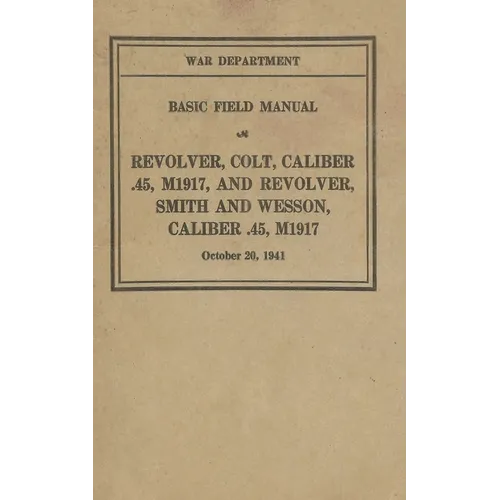 WAR DEPARTMENT
BASIC FIELD MANUAL
REVOLVER, COLT, CALIBER
.45, M1917, AND REVOLVER,
SMITH AND WESSON,
CALIBER .45, M1917
October 20, 1941